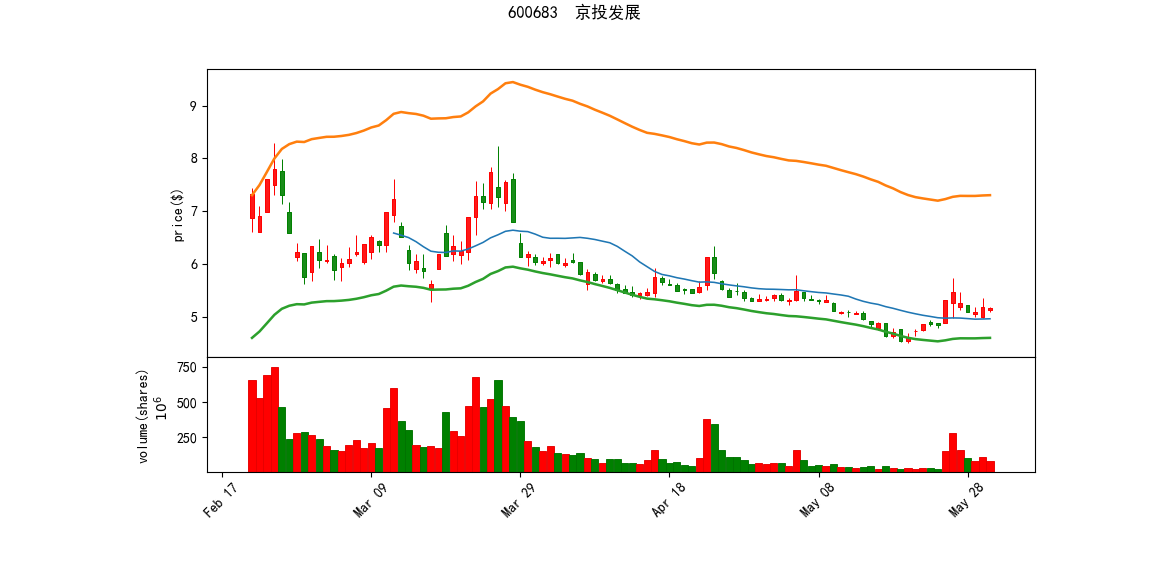 600683 京投发展
price($)
9
8
7
6
5
volume(shares)
10^6
750
500
250
Feb 17
Mar 09
Mar 29
Apr 18
May 08
May 28